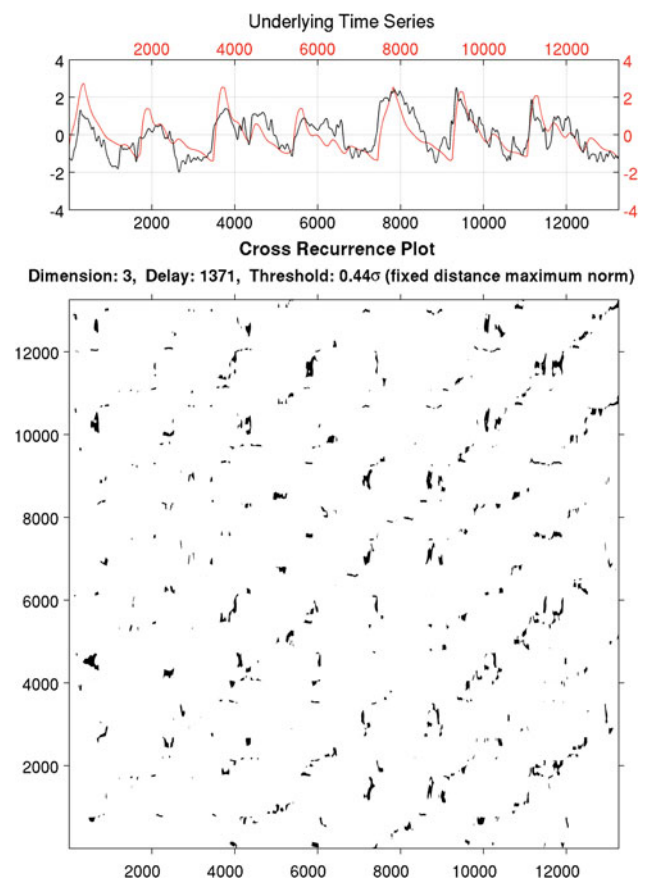 Underlying Time Series
2000 4000 6000 8000 10000 12000
4 4
2 2
0 0
-2 -2
-4 -4
2000 4000 6000 8000 10000 12000
Cross Recurrence Plot
Dimension: 3, Delay: 1371, Threshold: 0.44σ (fixed distance maximum norm)
12000
10000
8000
6000
4000
2000
2000 4000 6000 8000 10000 12000